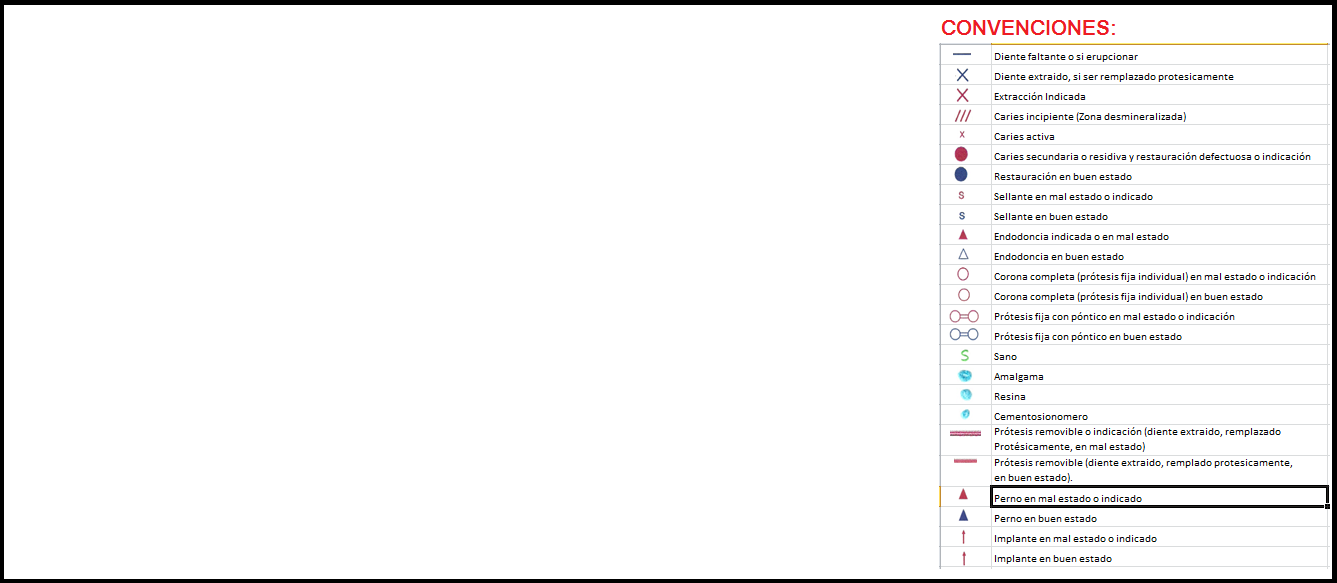 CONVENCIONES:
Diente faltante o si erupcionar
Diente extraido, si ser remplazado protesicamente
Extracción Indicada
Caries incipiente (Zona desmineralizada)
x Caries activa
Caries secundaria o residiva y restauración defectuosa o indicación
Restauración en buen estado
S Sellante en mal estado o indicado
S Sellante en buen estado
Endodoncia indicada o en mal estado
Endodoncia en buen estado
Corona completa (prótesis fija individual) en mal estado o indicación
Corona completa (prótesis fija individual) en buen estado
Prótesis fija con póntico en mal estado o indicación
Prótesis fija con póntico en buen estado
S Sano
Amalgama
Resina
Cementosionomero
Prótesis removible o indicación (diente extraido, remplazado
Protésicamente, en mal estado)
Prótesis removible (diente extraido, remplado protesicamente,
en buen estado).
Perno en mal estado o indicado
Perno en buen estado
Implante en mal estado o indicado
Implante en buen estado